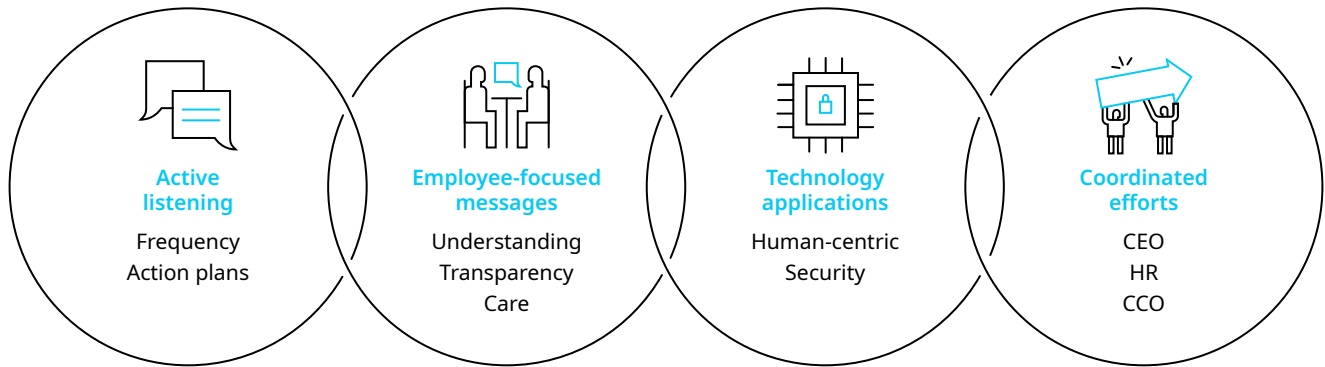 Active
listening
Frequency
Action plans
Employee-focused
messages
Understanding
Transparency
Care
Technology
applications
Human-centric
Security
Coordinated
efforts
CEO
HR
CCO